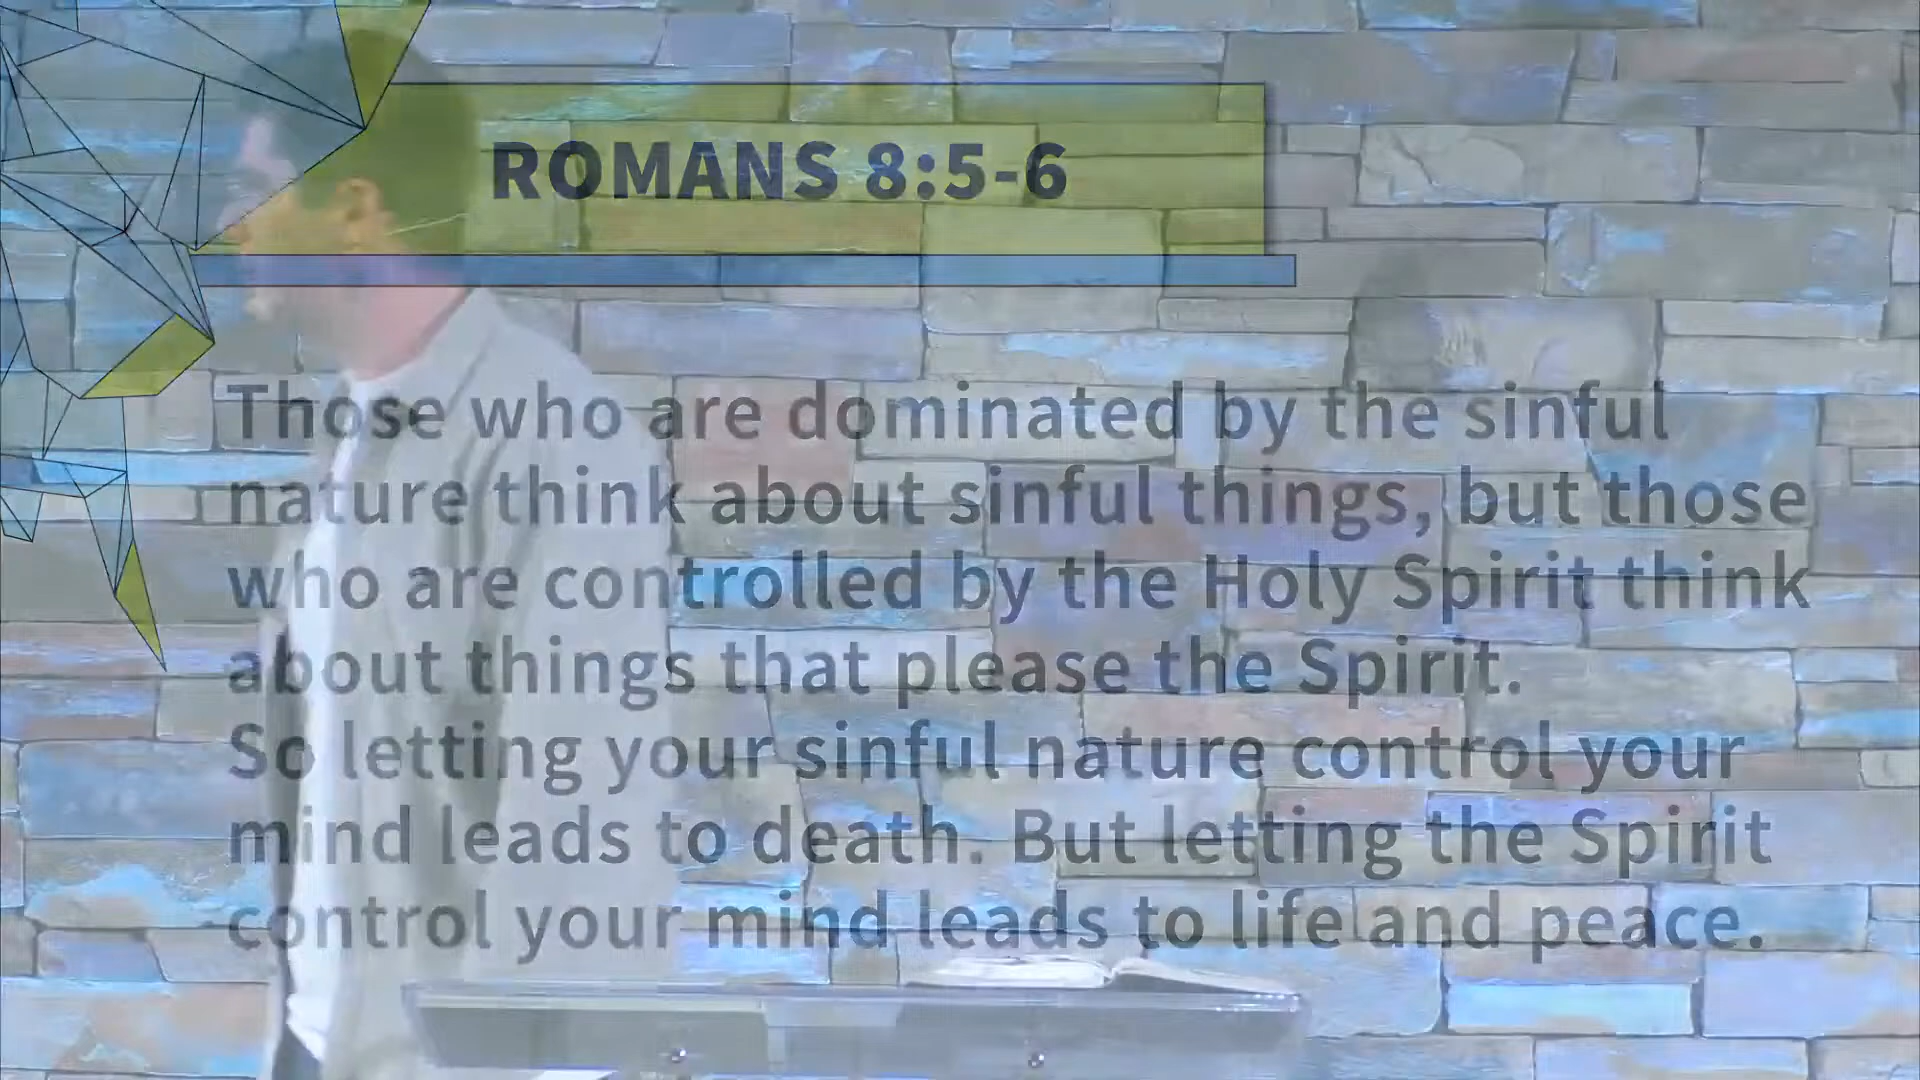 ROMANS 8:5-6
Those who are dominated by the sinful
nature think about sinful things, but those
who are controlled by the Holy Spirit think
about things that please the Spirit.
So letting your sinful nature control your
mind leads to death. But letting the Spirit
control your mind leads to life and peace.